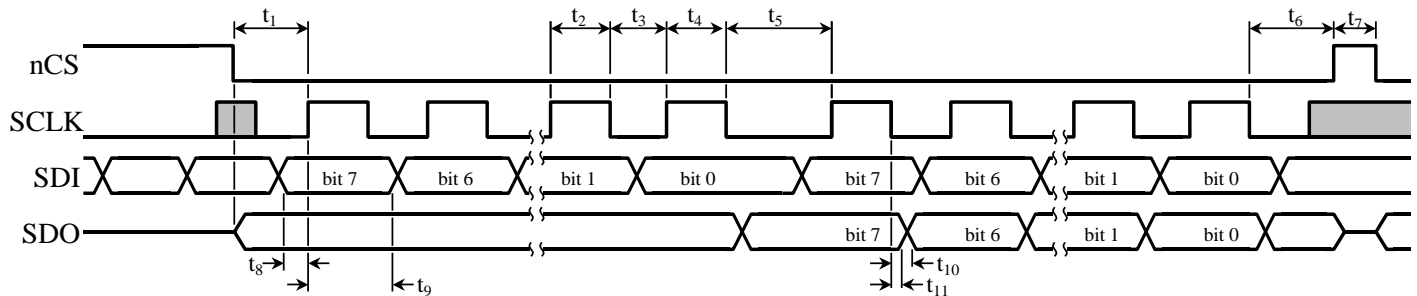 t1 t2 t3 t4 t5 t6 t7
nCS
SCLK
SDI bit 7 bit 6 bit 1 bit 0 bit 7 bit 6 bit 1 bit 0
SDO bit 7 bit 6 bit 1 bit 0
t8 t9 t10 t11